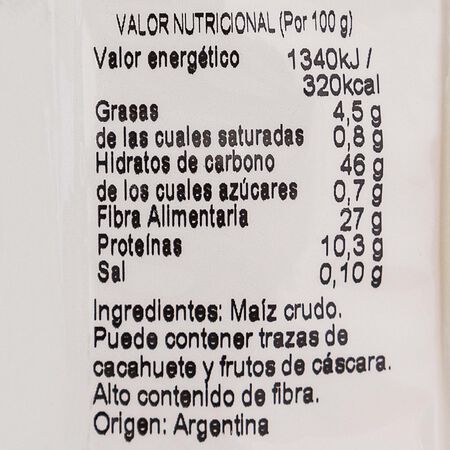 VALOR NUTRICIONAL (Por 100 g)
Valor energético 1340kJ /
320kcal
Grasas 4,5 g
de las cuales saturadas 0,8 g
Hidratos de carbono 46 g
de los cuales azúcares 0,7 g
Fibra Alimentaria 27 g
Proteínas 10,3 g
Sal 0,10 g
Ingredientes: Maíz crudo.
Puede contener trazas de
cacahuete y frutos de cáscara.
Alto contenido de fibra.
Origen: Argentina